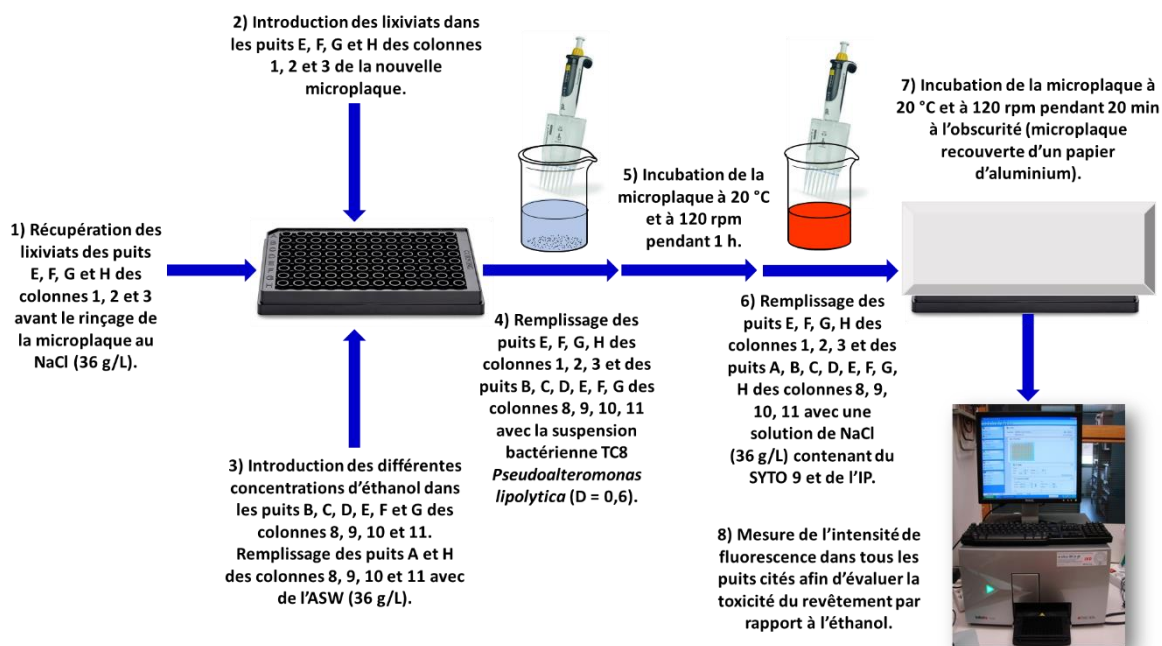 1) Récupération des
lixiviats des puits
E, F, G et H des
colonnes 1, 2 et 3
avant le rinçage de
la microplaque au
NaCl (36 g/L).
2) Introduction des lixiviats dans
les puits E, F, G et H des colonnes
1, 2 et 3 de la nouvelle
microplaque.
3) Introduction des différentes
concentrations d’éthanol dans
les puits B, C, D, E, F et G des
colonnes 8, 9, 10 et 11.
Remplissage des puits A et H
des colonnes 8, 9, 10 et 11 avec
de l’ASW (36 g/L).
4) Remplissage des
puits E, F, G, H des
colonnes 1, 2, 3 et des
puits B, C, D, E, F, G des
colonnes 8, 9, 10, 11
avec la suspension
bactérienne TC8
Pseudoalteromonas
lipolytica (D = 0,6).
5) Incubation de la
microplaque à 20 °C
et à 120 rpm
pendant 1 h.
6) Remplissage des
puits E, F, G, H des
colonnes 1, 2, 3 et des
puits A, B, C, D, E, F, G,
H des colonnes 8, 9,
10, 11 avec une
solution de NaCl
(36 g/L) contenant du
SYTO 9 et de l’IP.
7) Incubation de la microplaque à
20 °C et à 120 rpm pendant 20 min
à l’obscurité (microplaque
recouverte d’un papier
d’aluminium).
8) Mesure de l’intensité de
fluorescence dans tous les
puits cités afin d’évaluer la
toxicité du revêtement par
rapport à l’éthanol.